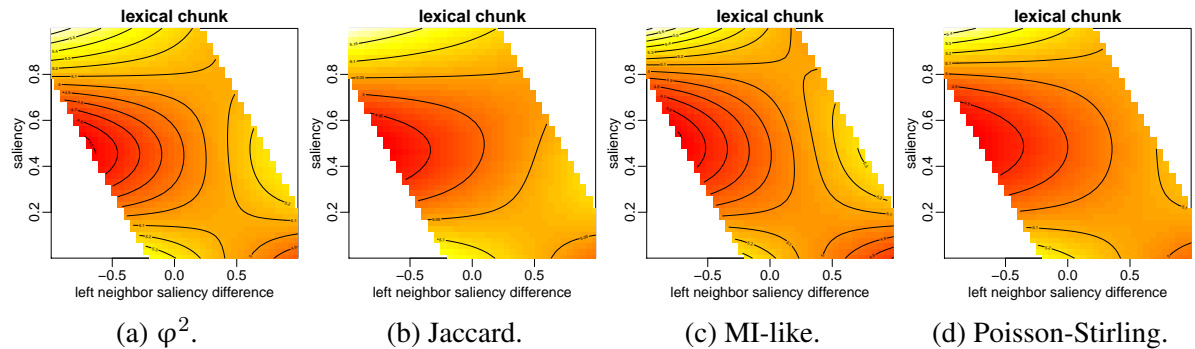 lexical chunk lexical chunk lexical chunk lexical chunk
saliency saliency saliency saliency
0.8 0.8 0.8 0.8
0.6 0.6 0.6 0.6
0.4 0.4 0.4 0.4
0.2 0.2 0.2 0.2
−0.5 0.0 0.5 −0.5 0.0 0.5 −0.5 0.0 0.5 −0.5 0.0 0.5
left neighbor saliency difference left neighbor saliency difference left neighbor saliency difference left neighbor saliency difference
(a) φ². (b) Jaccard. (c) MI-like. (d) Poisson-Stirling.